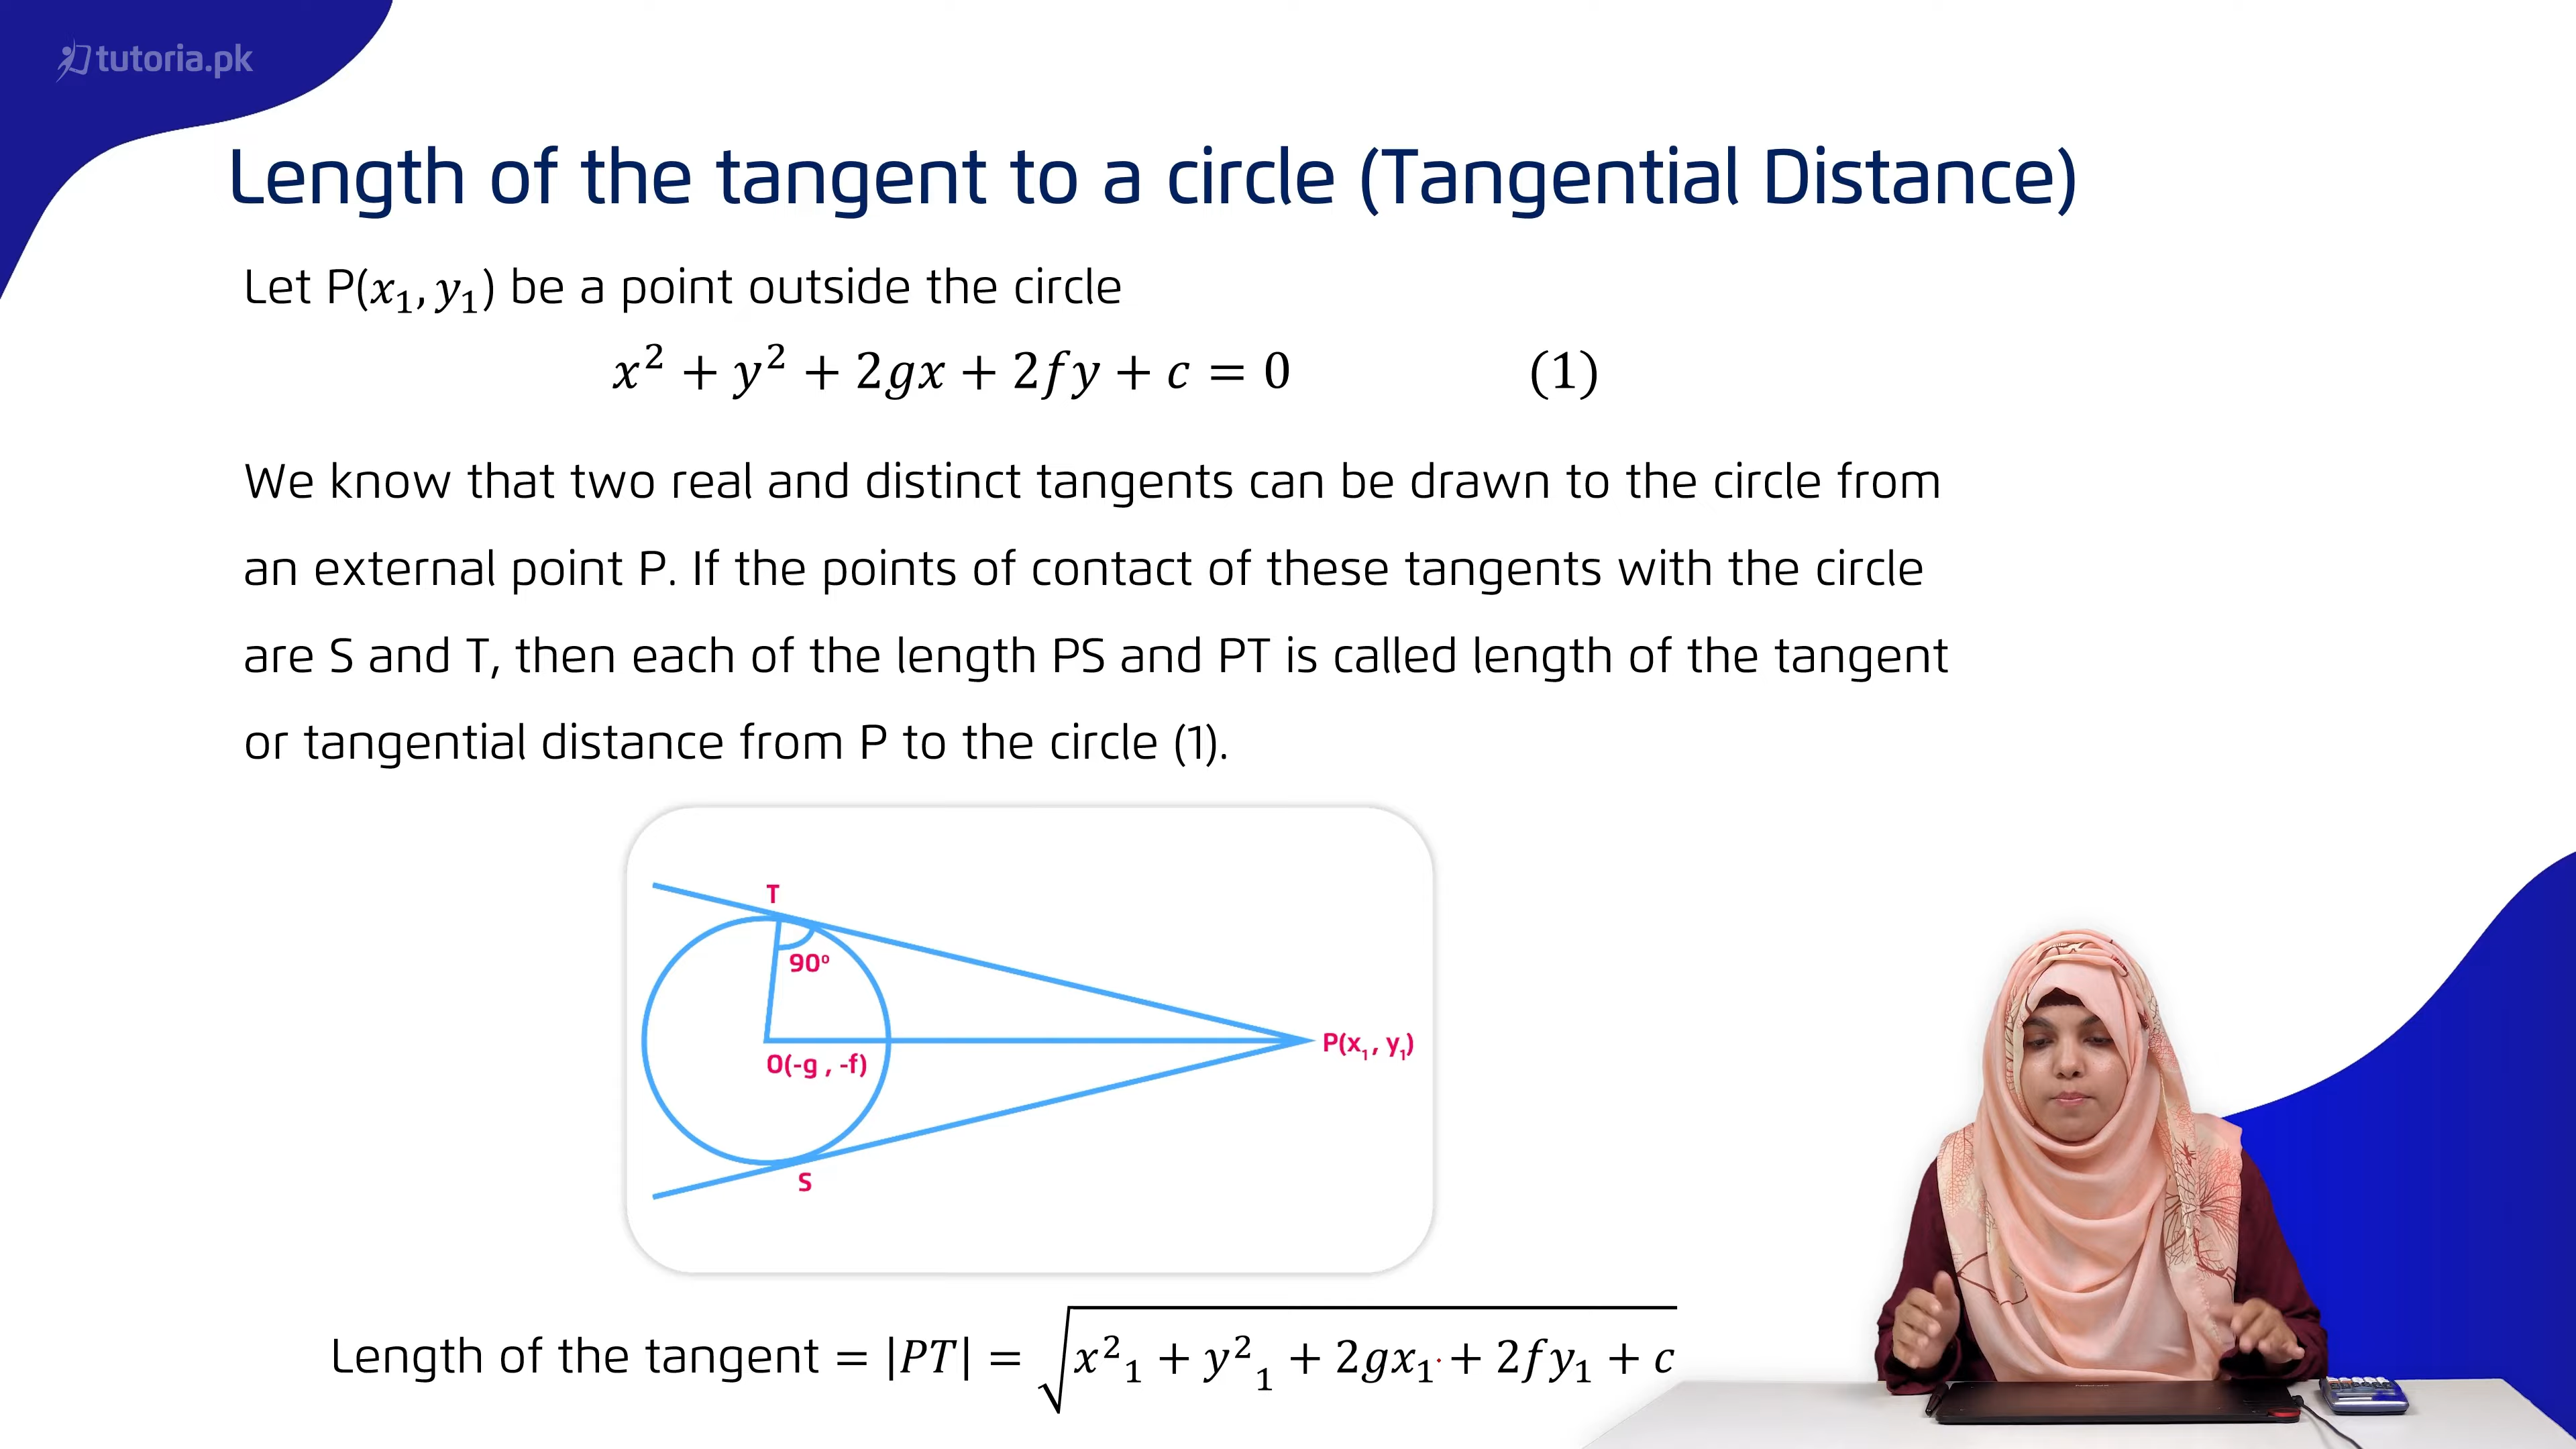 tutoria.pk
Length of the tangent to a circle (Tangential Distance)
Let P(x₁, y₁) be a point outside the circle
x² + y² + 2gx + 2fy + c = 0 (1)
We know that two real and distinct tangents can be drawn to the circle from
an external point P. If the points of contact of these tangents with the circle
are S and T, then each of the length PS and PT is called length of the tangent
or tangential distance from P to the circle (1).
T
90º
O(-g , -f)
P(x₁, y₁)
S
Length of the tangent = |PT| = √(x²₁ + y²₁ + 2gx₁ + 2fy₁ + c)